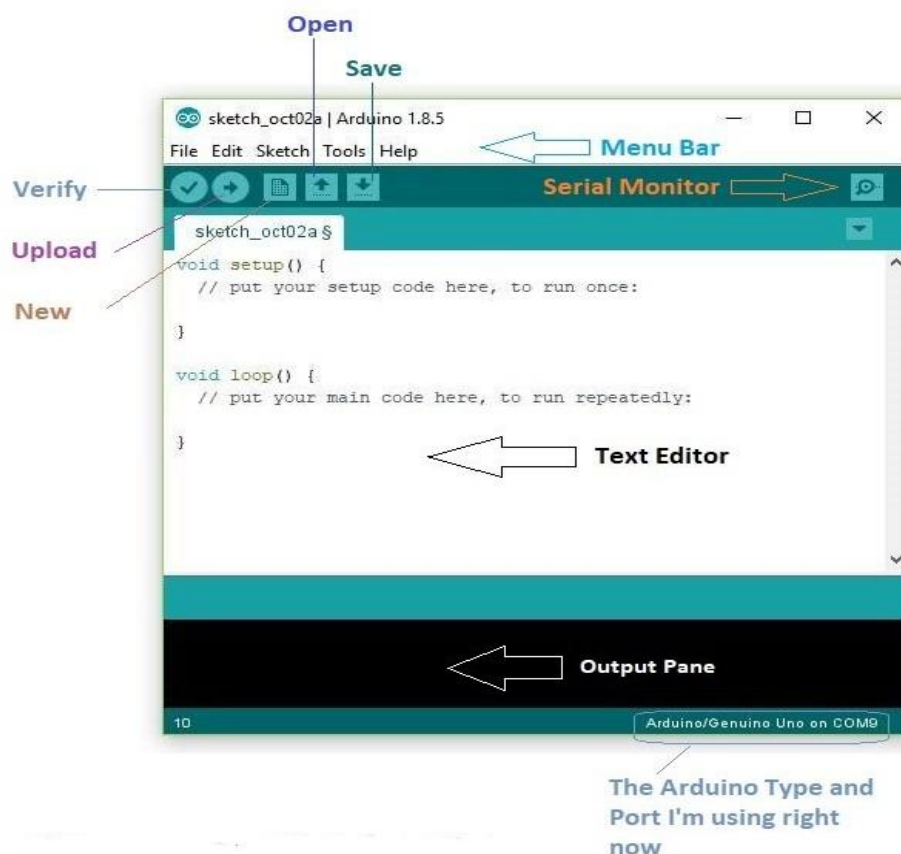 Open
Save
sketch_oct02a | Arduino 1.8.5
File Edit Sketch Tools Help
Menu Bar
Verify
Serial Monitor
sketch_oct02a §
Upload
void setup() {
// put your setup code here, to run once:
New
}
void loop() {
// put your main code here, to run repeatedly:
}
Text Editor
Output Pane
10
Arduino/Genuino Uno on COM9
The Arduino Type and
Port I'm using right
now